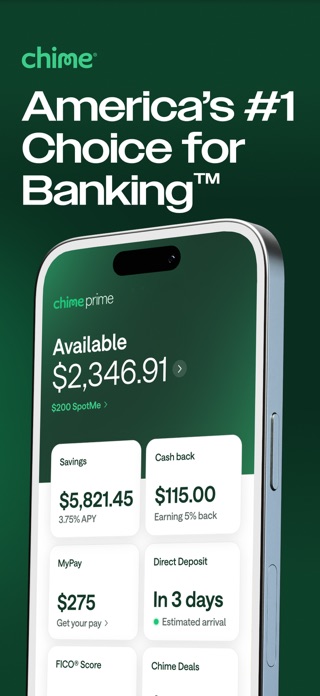 chime®
America's #1
Choice for
Banking™
chime prime
Available
$2,346.91
$200 SpotMe
Savings
$5,821.45
3.75% APY
Cash back
$115.00
Earning 5% back
MyPay
$275
Get your pay
Direct Deposit
In 3 days
Estimated arrival
FICO® Score
Chime Deals